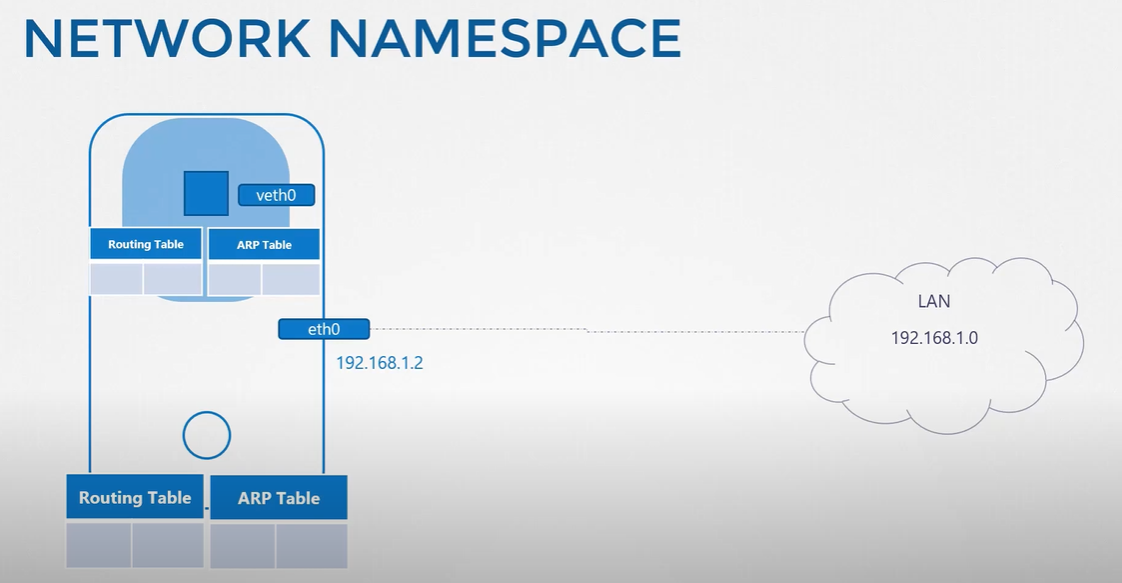 NETWORK NAMESPACE
veth0
Routing Table
ARP Table
eth0
192.168.1.2
LAN
192.168.1.0
Routing Table
ARP Table